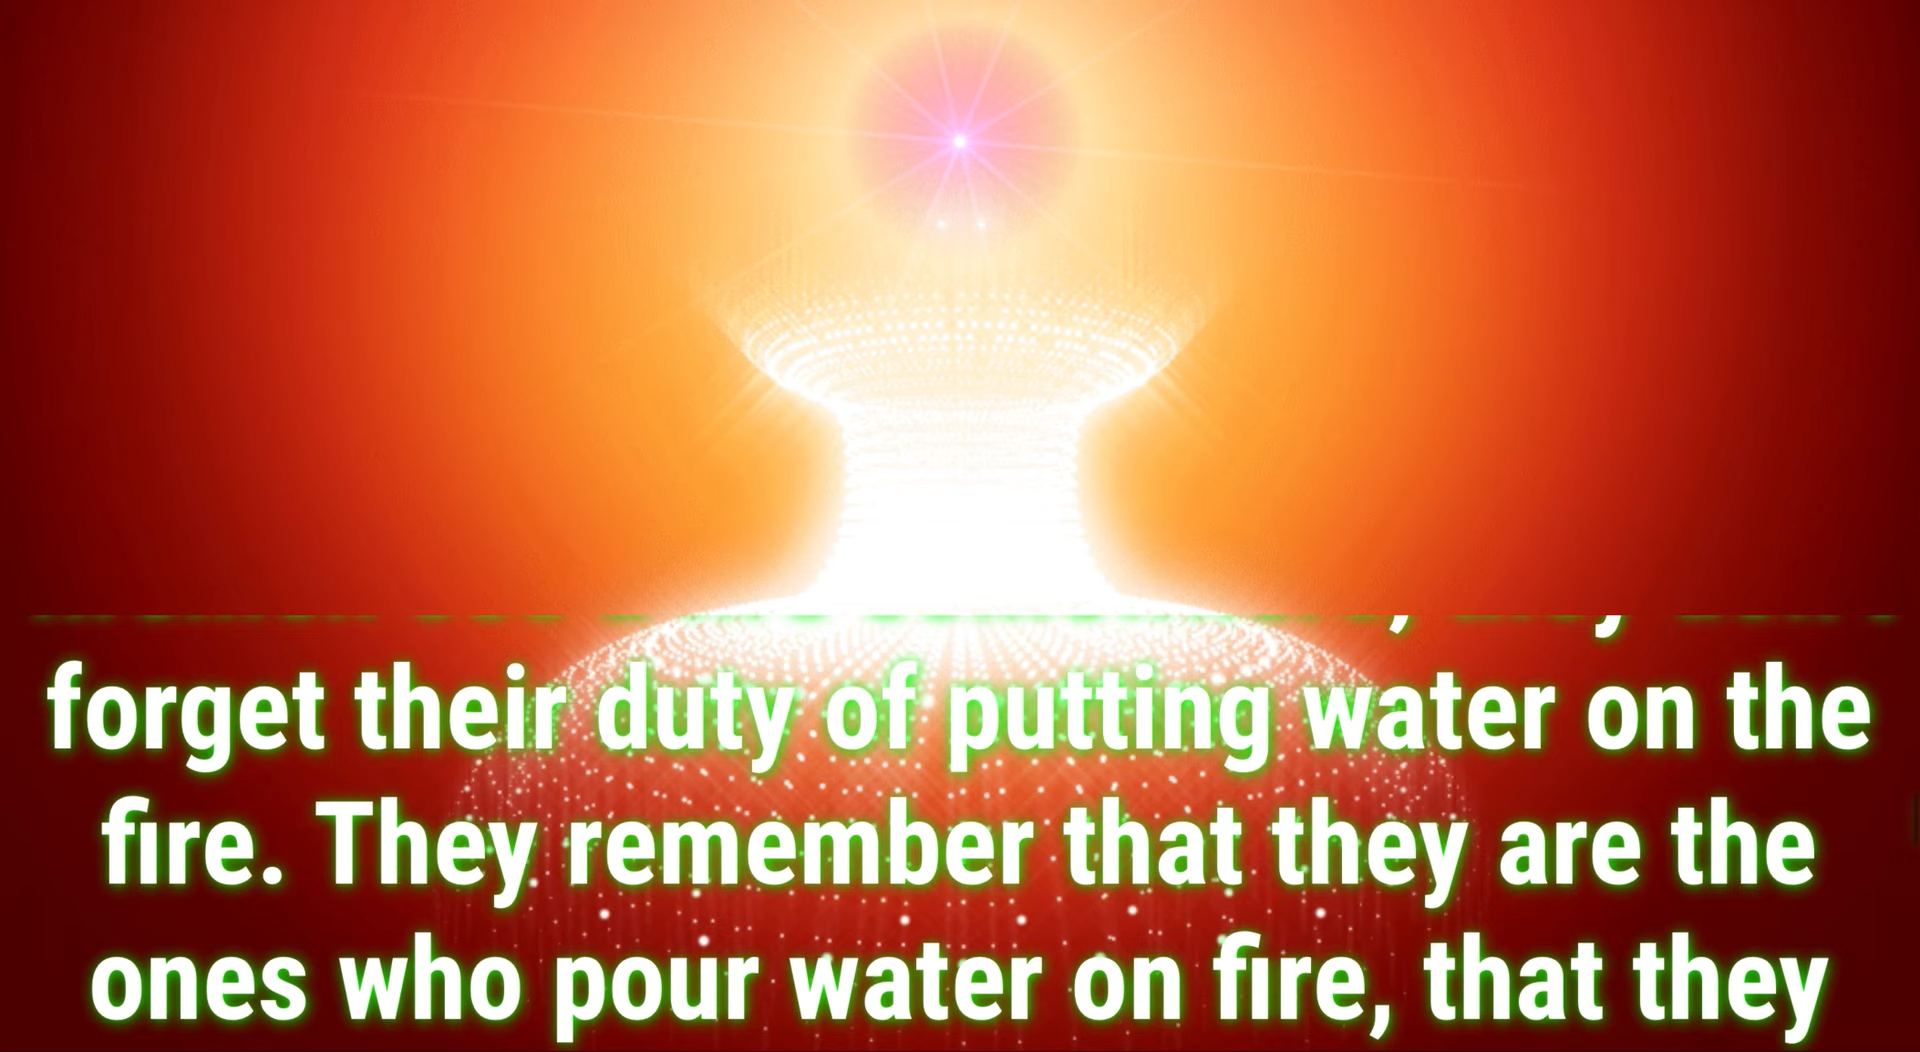 forget their duty of putting water on the
fire. They remember that they are the
ones who pour water on fire, that they